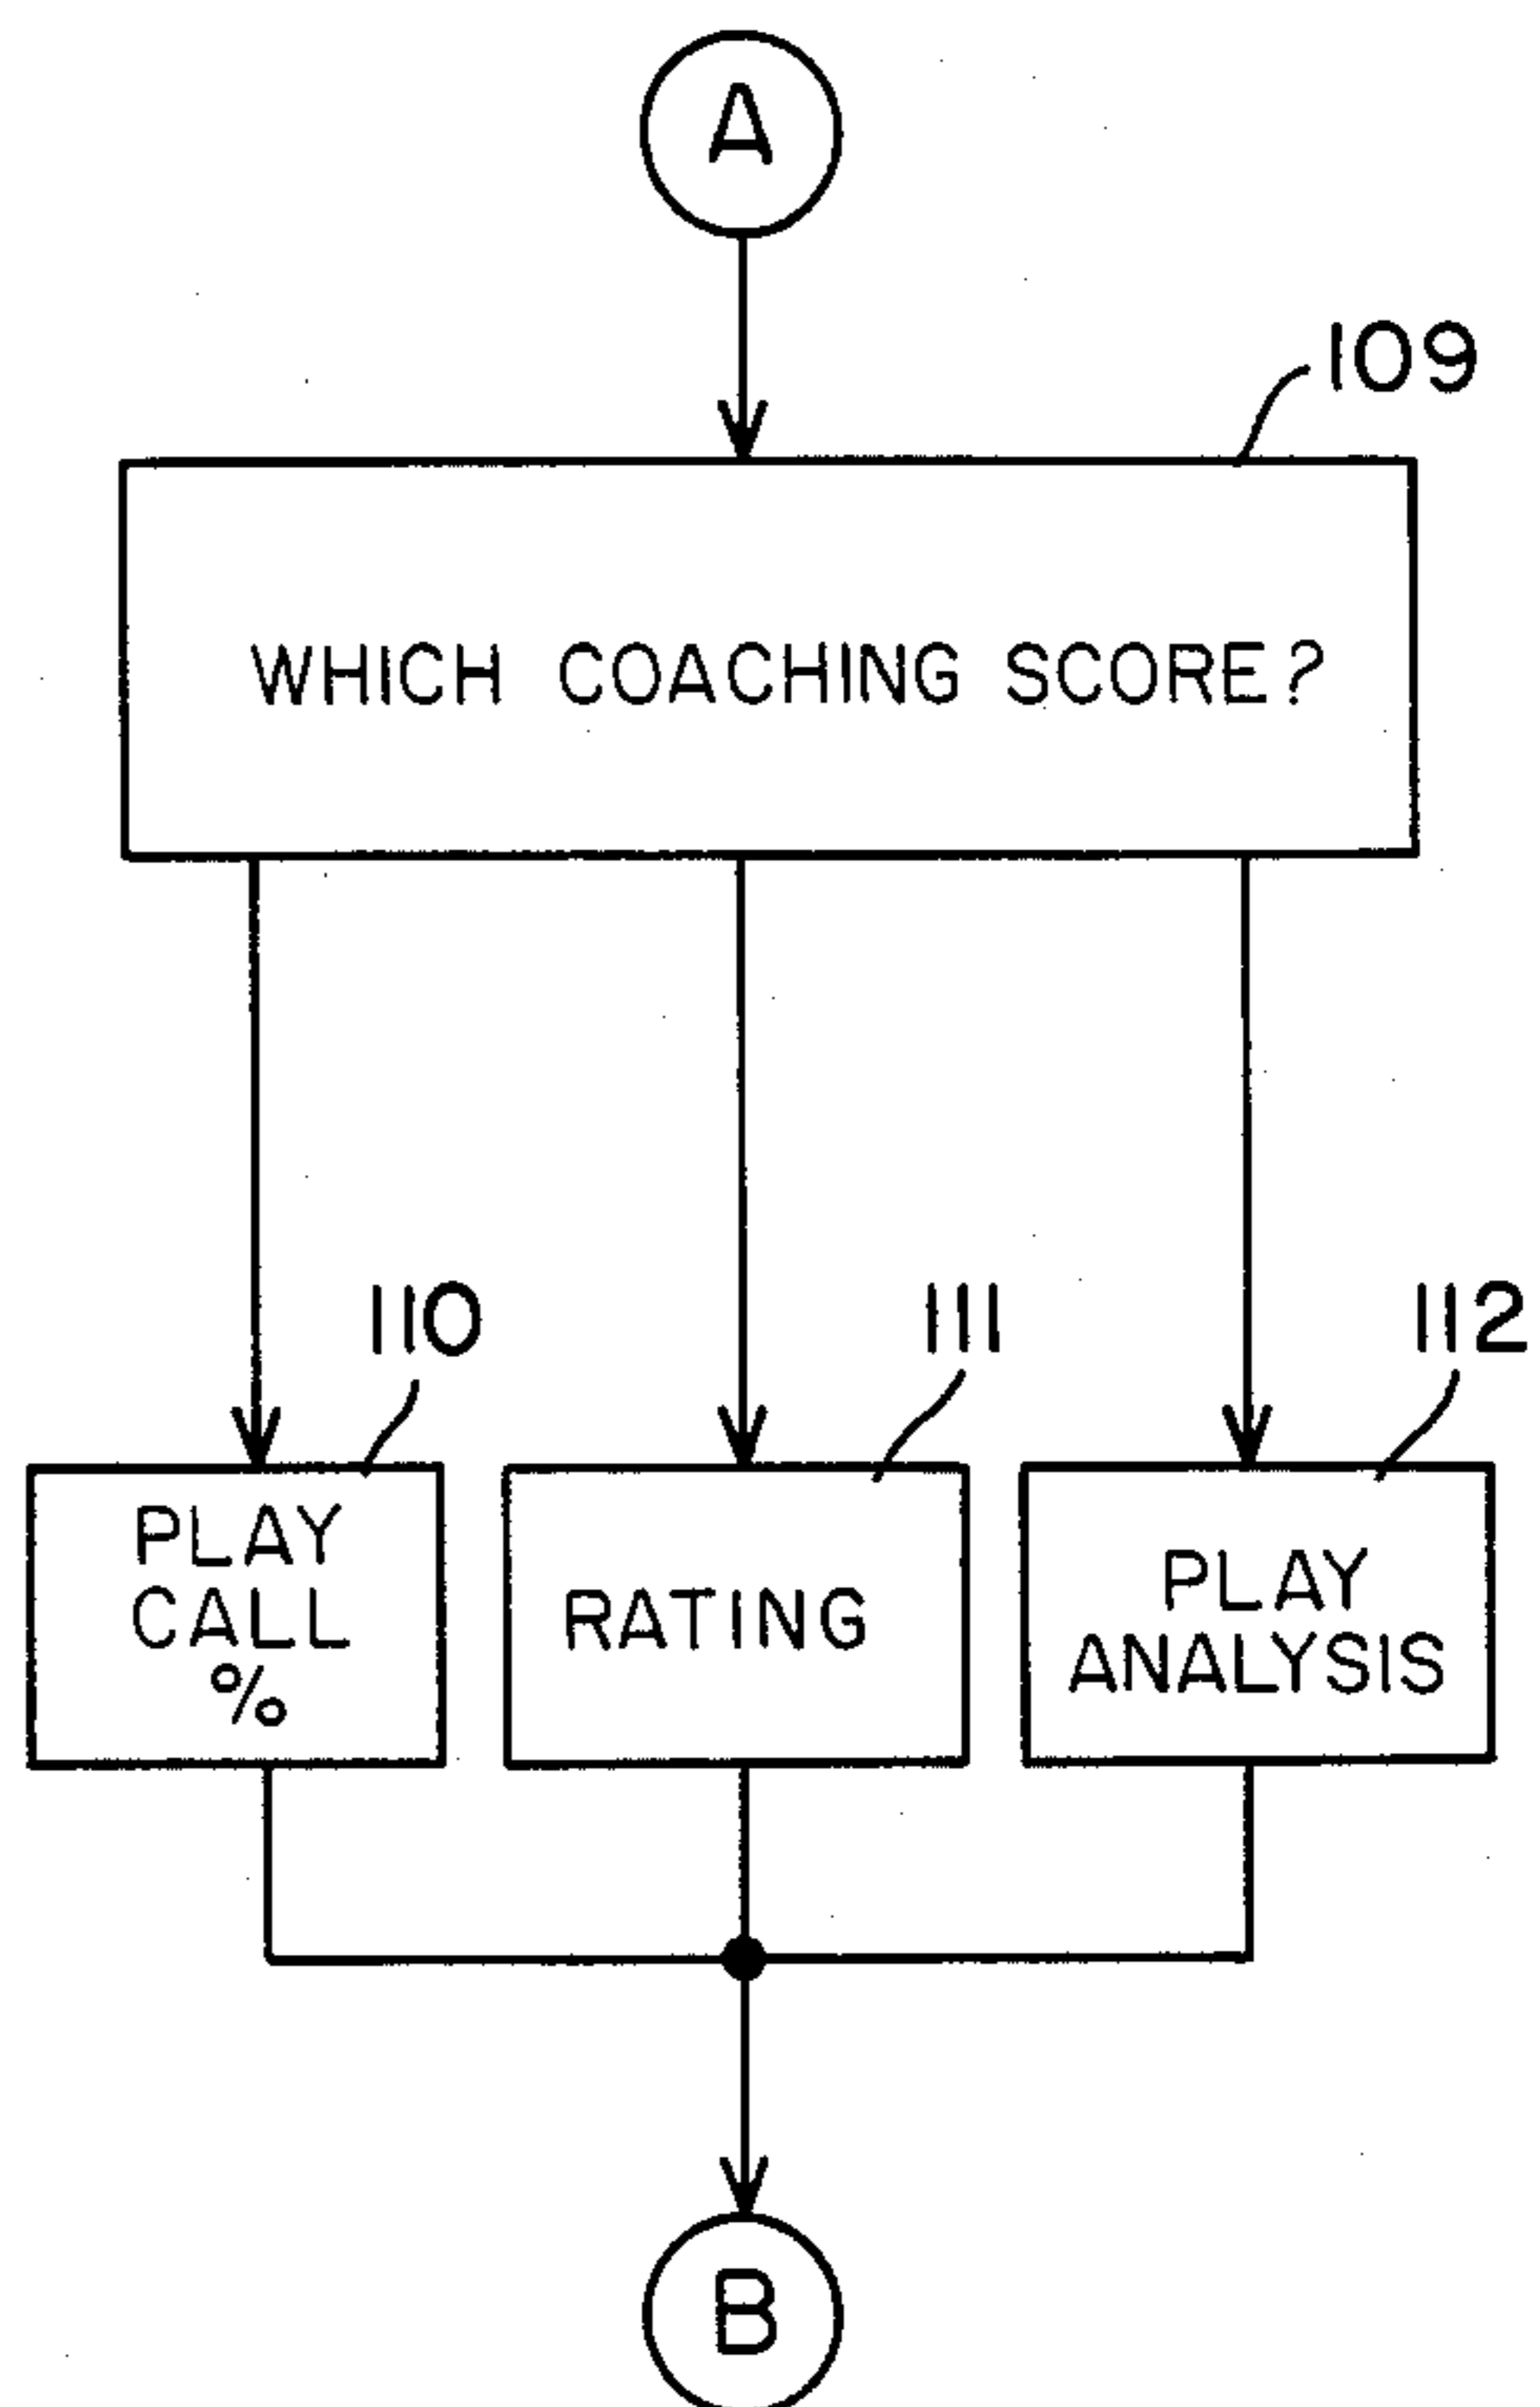 A
109
WHICH COACHING SCORE?
110
111
112
PLAY
CALL
%
RATING
PLAY
ANALYSIS
B